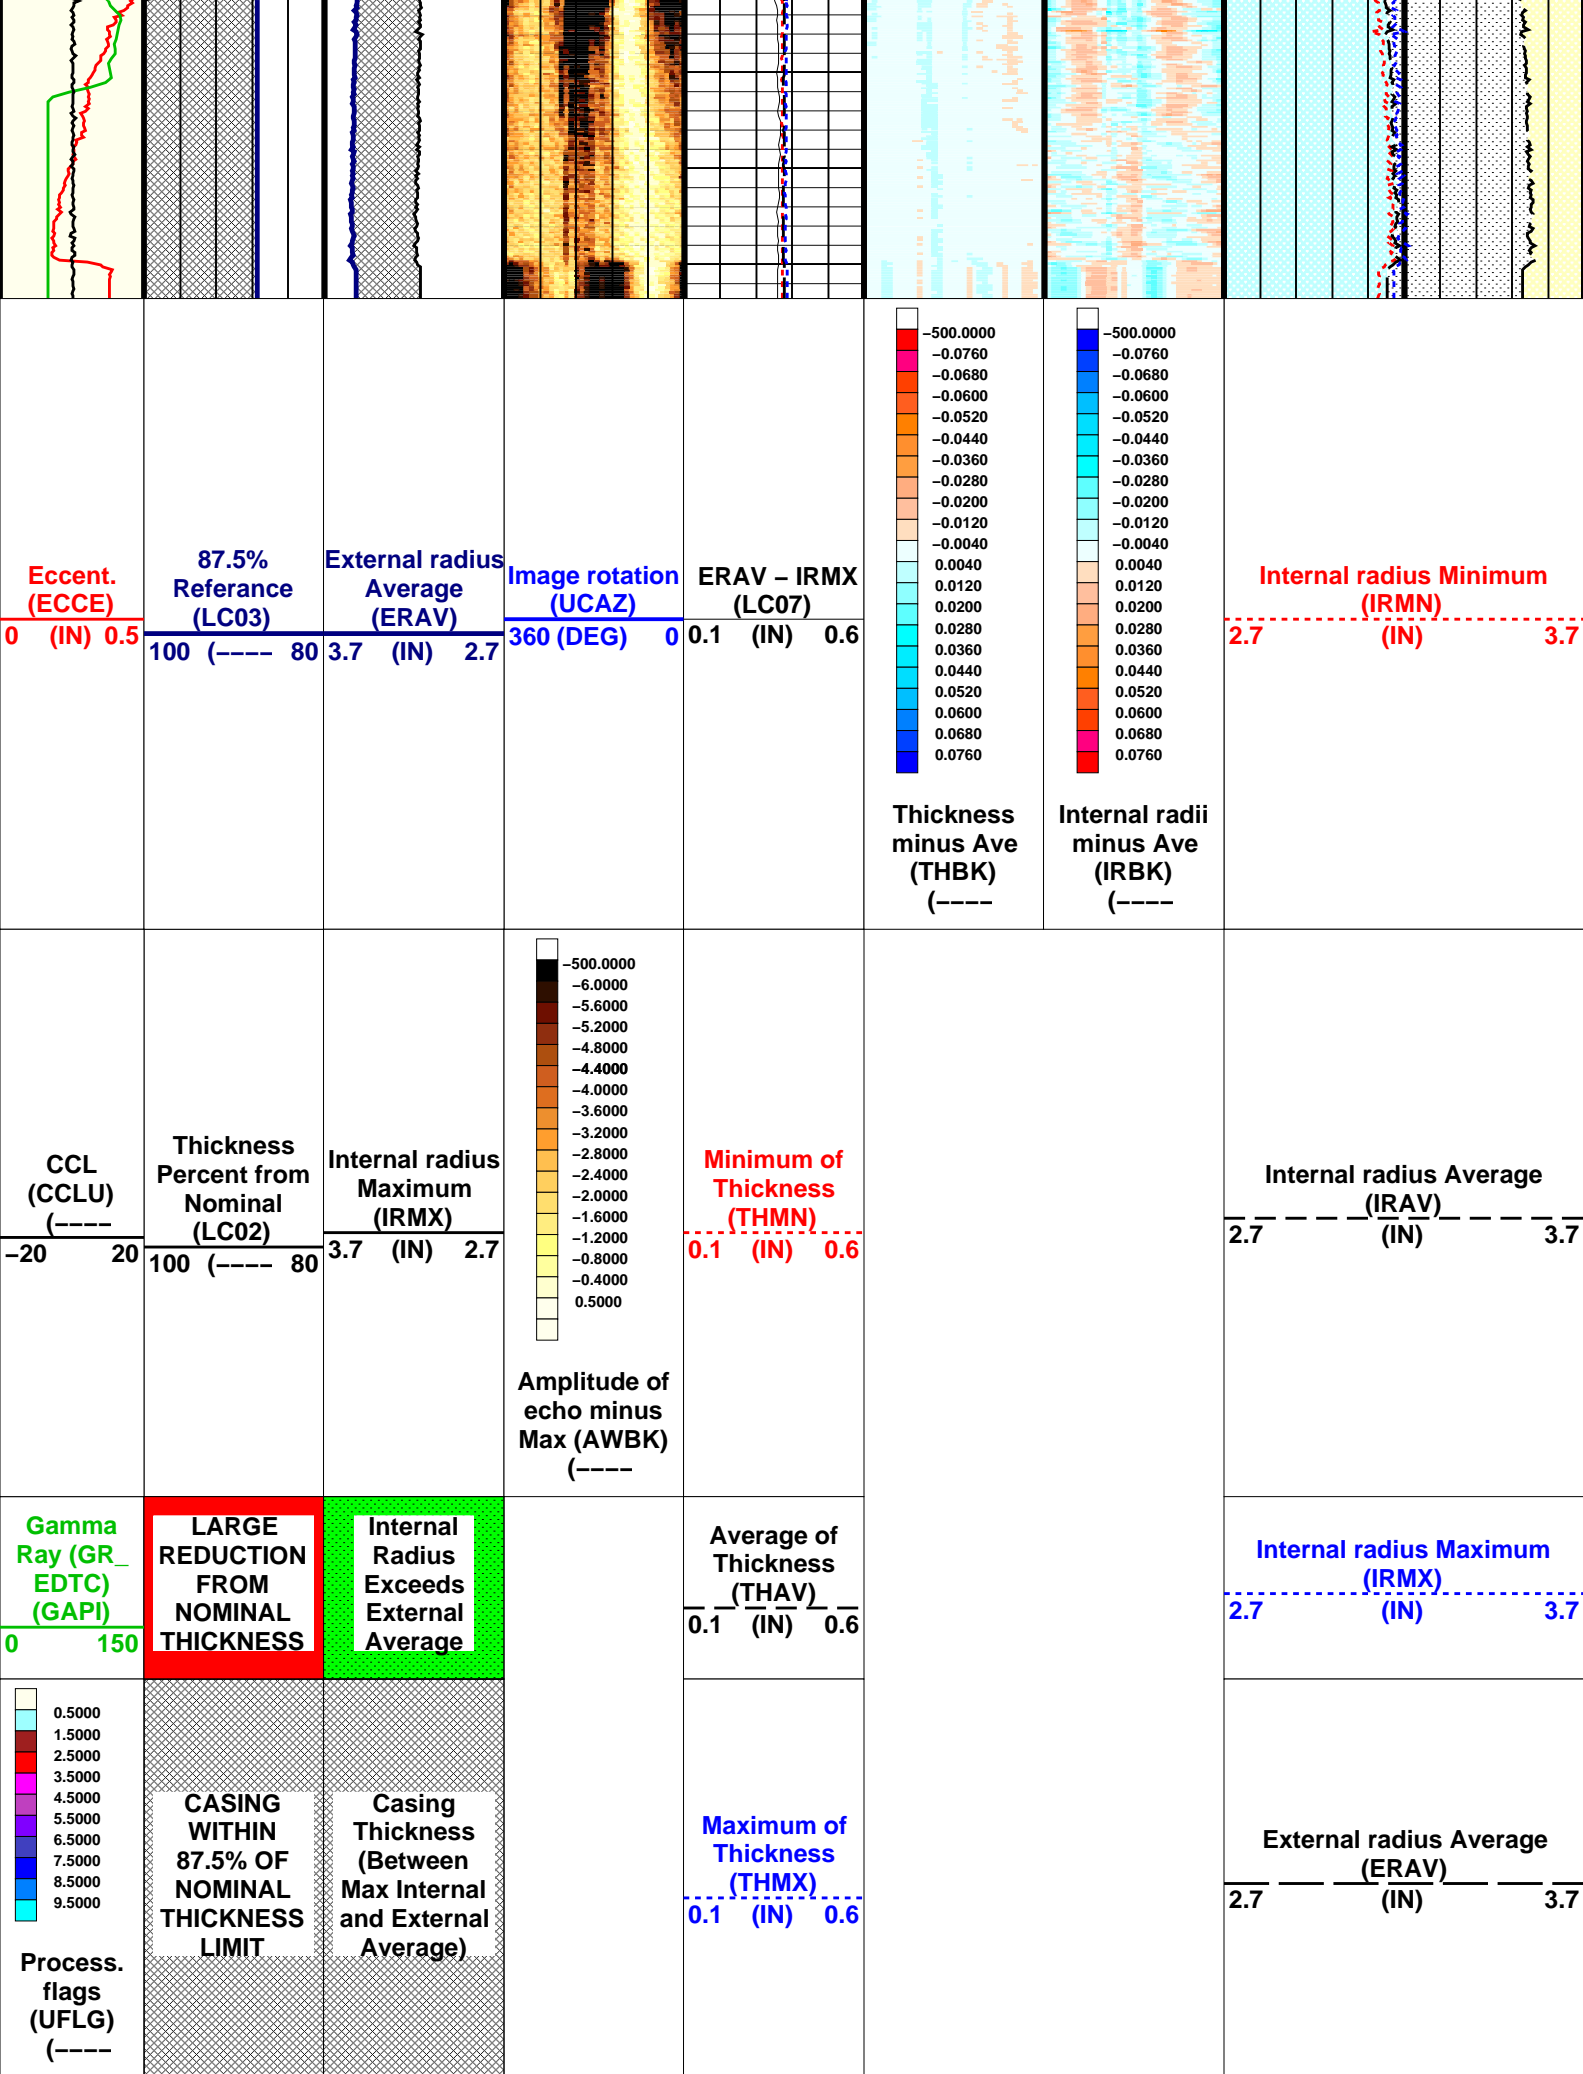 Eccent.
(ECCE)
0 (IN) 0.5
87.5%
Referance
(LC03)
100 (–––– 80
External radius
Average
(ERAV)
3.7 (IN) 2.7
Image rotation
(UCAZ)
360 (DEG) 0
ERAV – IRMX
(LC07)
0.1 (IN) 0.6
–500.0000
–0.0760
–0.0680
–0.0600
–0.0520
–0.0440
–0.0360
–0.0280
–0.0200
–0.0120
–0.0040
0.0040
0.0120
0.0200
0.0280
0.0360
0.0440
0.0520
0.0600
0.0680
0.0760
Thickness
minus Ave
(THBK)
(––––
–500.0000
–0.0760
–0.0680
–0.0600
–0.0520
–0.0440
–0.0360
–0.0280
–0.0200
–0.0120
–0.0040
0.0040
0.0120
0.0200
0.0280
0.0360
0.0440
0.0520
0.0600
0.0680
0.0760
Internal radii
minus Ave
(IRBK)
(––––
Internal radius Minimum
(IRMN)
2.7 (IN) 3.7
CCL
(CCLU)
(––––
–20 20
Thickness
Percent from
Nominal
(LC02)
100 (–––– 80
Internal radius
Maximum
(IRMX)
3.7 (IN) 2.7
–500.0000
–6.0000
–5.6000
–5.2000
–4.8000
–4.4000
–4.0000
–3.6000
–3.2000
–2.8000
–2.4000
–2.0000
–1.6000
–1.2000
–0.8000
–0.4000
0.5000
Amplitude of
echo minus
Max (AWBK)
(––––
Minimum of
Thickness
(THMN)
0.1 (IN) 0.6
Internal radius Average
(IRAV)
2.7 (IN) 3.7
Gamma
Ray (GR_
EDTC)
(GAPI)
0 150
LARGE
REDUCTION
FROM
NOMINAL
THICKNESS
Internal
Radius
Exceeds
External
Average
Average of
Thickness
(THAV)
0.1 (IN) 0.6
Internal radius Maximum
(IRMX)
2.7 (IN) 3.7
0.5000
1.5000
2.5000
3.5000
4.5000
5.5000
6.5000
7.5000
8.5000
9.5000
Process.
flags
(UFLG)
(––––
CASING
WITHIN
87.5% OF
NOMINAL
THICKNESS
LIMIT
Casing
Thickness
(Between
Max Internal
and External
Average)
Maximum of
Thickness
(THMX)
0.1 (IN) 0.6
External radius Average
(ERAV)
2.7 (IN) 3.7